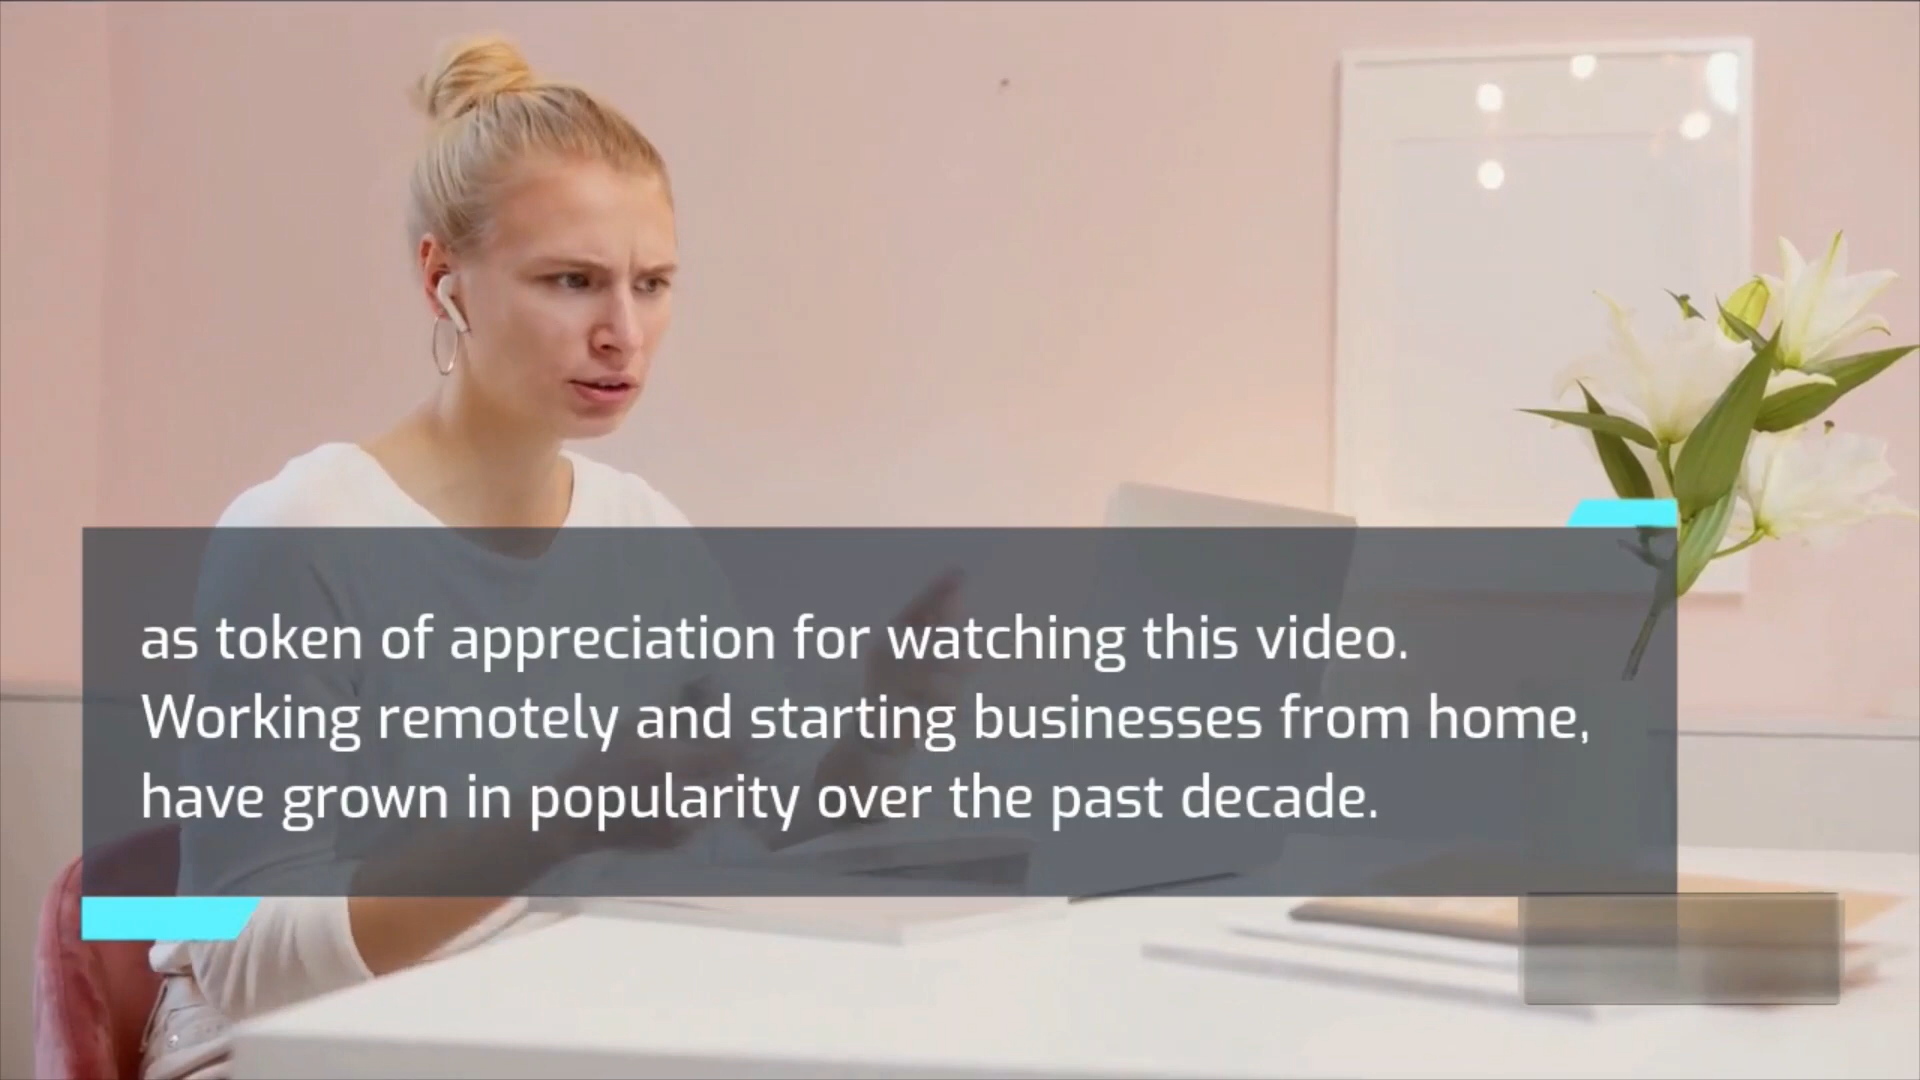 as token of appreciation for watching this video.
Working remotely and starting businesses from home,
have grown in popularity over the past decade.